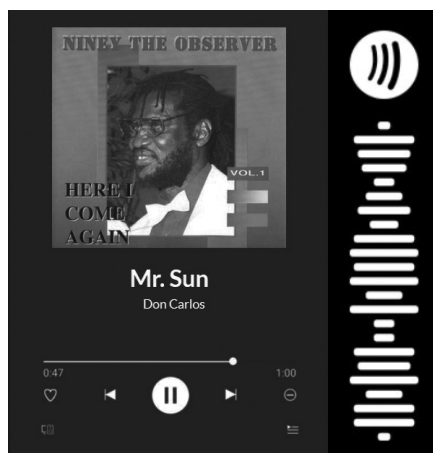 NINEY THE OBSERVER
VOL.1
HERE I
COME
AGAIN
Mr. Sun
Don Carlos
0:47
1:00